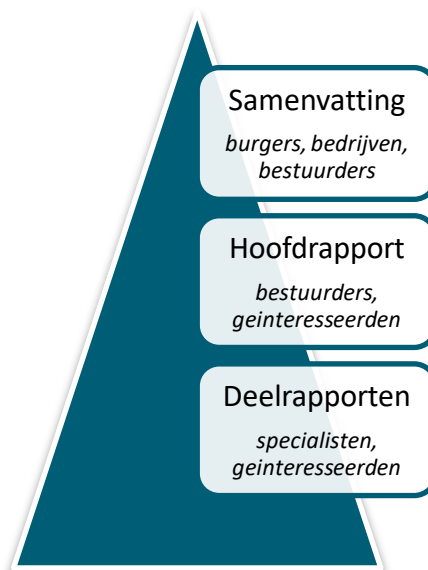 Samenvatting
burgers, bedrijven,
bestuurders
Hoofdrapport
bestuurders,
geinteresseerden
Deelrapporten
specialisten,
geinteresseerden